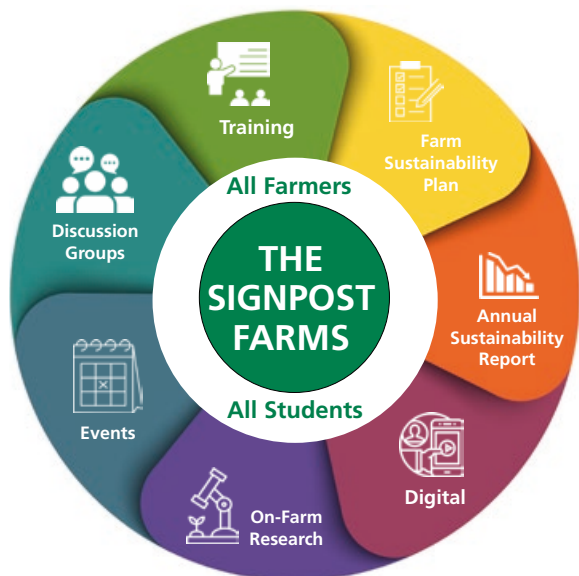 Training
Farm
Sustainability
Plan
Annual
Sustainability
Report
Digital
On-Farm
Research
Events
Discussion
Groups
All Farmers
THE
SIGNPOST
FARMS
All Students